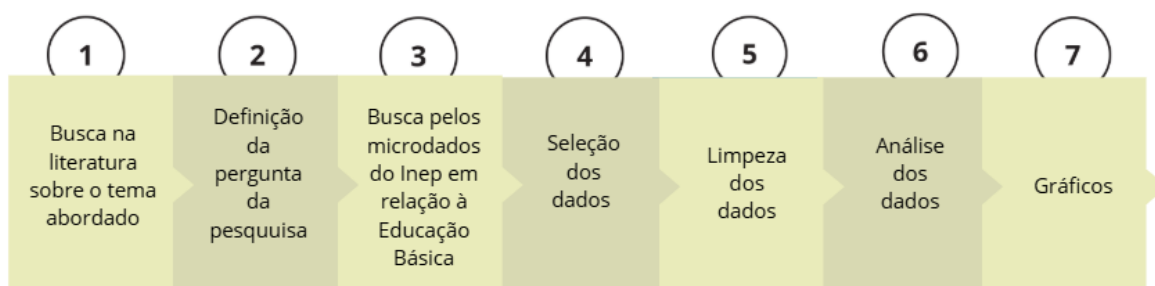 1
Busca na
literatura
sobre o tema
abordado
2
Definição
da
pergunta
da
pesquuisa
3
Busca pelos
microdados
do Inep em
relação à
Educação
Básica
4
Seleção
dos
dados
5
Limpeza
dos
dados
6
Análise
dos
dados
7
Gráficos